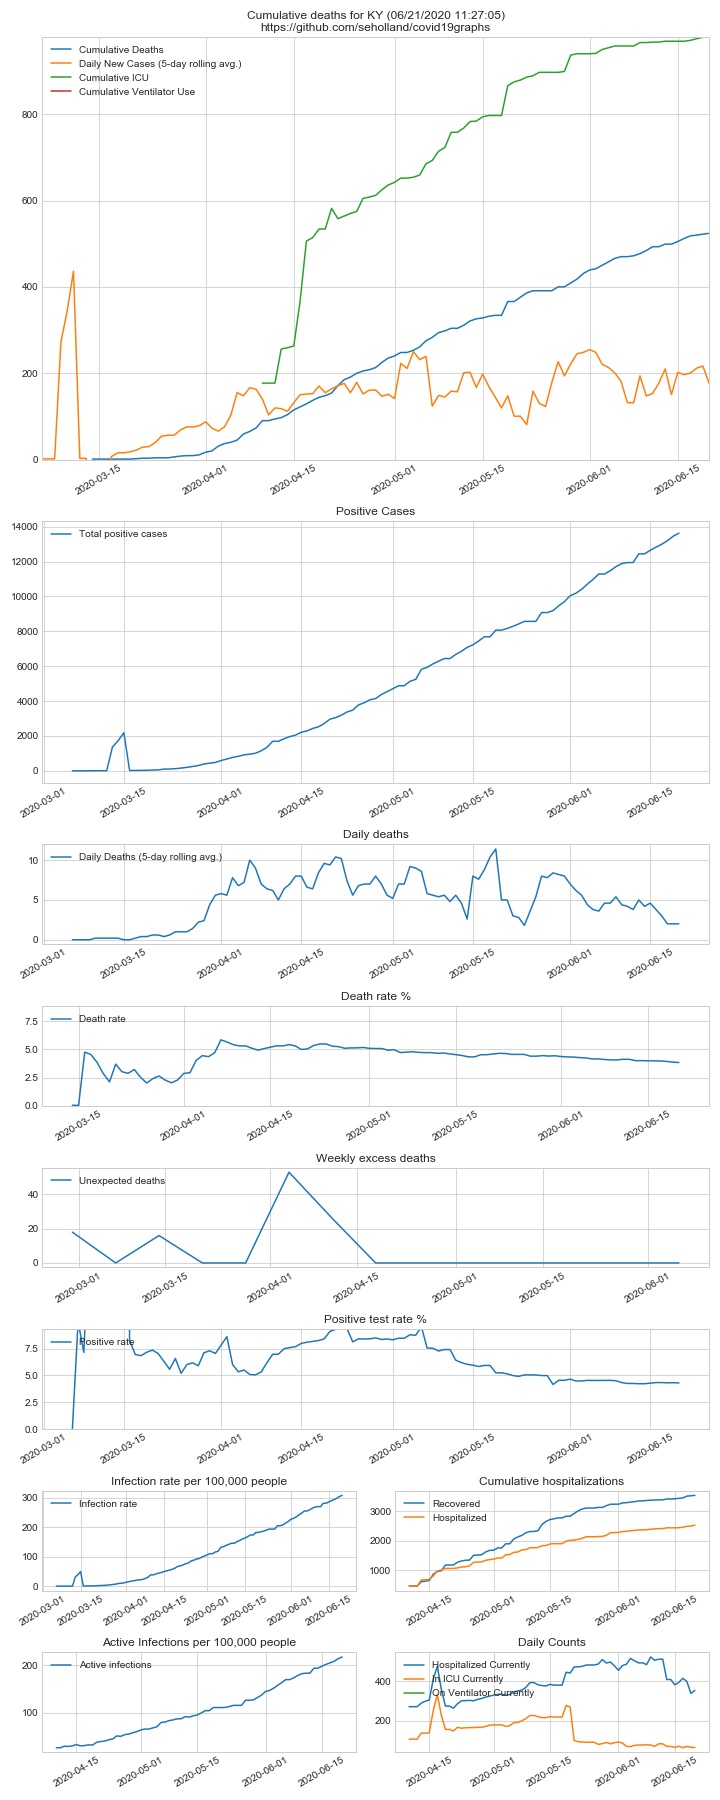 Cumulative deaths for KY (06/21/2020 11:27:05)
https://github.com/seholland/covid19graphs
Cumulative Deaths
Daily New Cases (5-day rolling avg.)
Cumulative ICU
Cumulative Ventilator Use
800
600
400
200
0
2020-03-15 2020-04-01 2020-04-15 2020-05-01 2020-05-15 2020-06-01 2020-06-15
Positive Cases
Total positive cases
14000
12000
10000
8000
6000
4000
2000
0
2020-03-01 2020-03-15 2020-04-01 2020-04-15 2020-05-01 2020-05-15 2020-06-01 2020-06-15
Daily deaths
Daily Deaths (5-day rolling avg.)
10
5
0
2020-03-01 2020-03-15 2020-04-01 2020-04-15 2020-05-01 2020-05-15 2020-06-01 2020-06-15
Death rate %
Death rate
7.5
5.0
2.5
0.0
2020-03-15 2020-04-01 2020-04-15 2020-05-01 2020-05-15 2020-06-01 2020-06-15
Weekly excess deaths
Unexpected deaths
40
20
0
2020-03-01 2020-03-15 2020-04-01 2020-04-15 2020-05-01 2020-05-15 2020-06-01
Positive test rate %
Positive rate
7.5
5.0
2.5
0.0
2020-03-01 2020-03-15 2020-04-01 2020-04-15 2020-05-01 2020-05-15 2020-06-01 2020-06-15
Infection rate per 100,000 people
Infection rate
300
200
100
0
2020-03-01 2020-03-15 2020-04-01 2020-04-15 2020-05-01 2020-05-15 2020-06-01 2020-06-15
Cumulative hospitalizations
Recovered
Hospitalized
3000
2000
1000
2020-04-15 2020-05-01 2020-05-15 2020-06-01 2020-06-15
Active Infections per 100,000 people
Active infections
200
100
2020-04-15 2020-05-01 2020-05-15 2020-06-01 2020-06-15
Daily Counts
Hospitalized Currently
In ICU Currently
On Ventilator Currently
400
200
2020-04-15 2020-05-01 2020-05-15 2020-06-01 2020-06-15